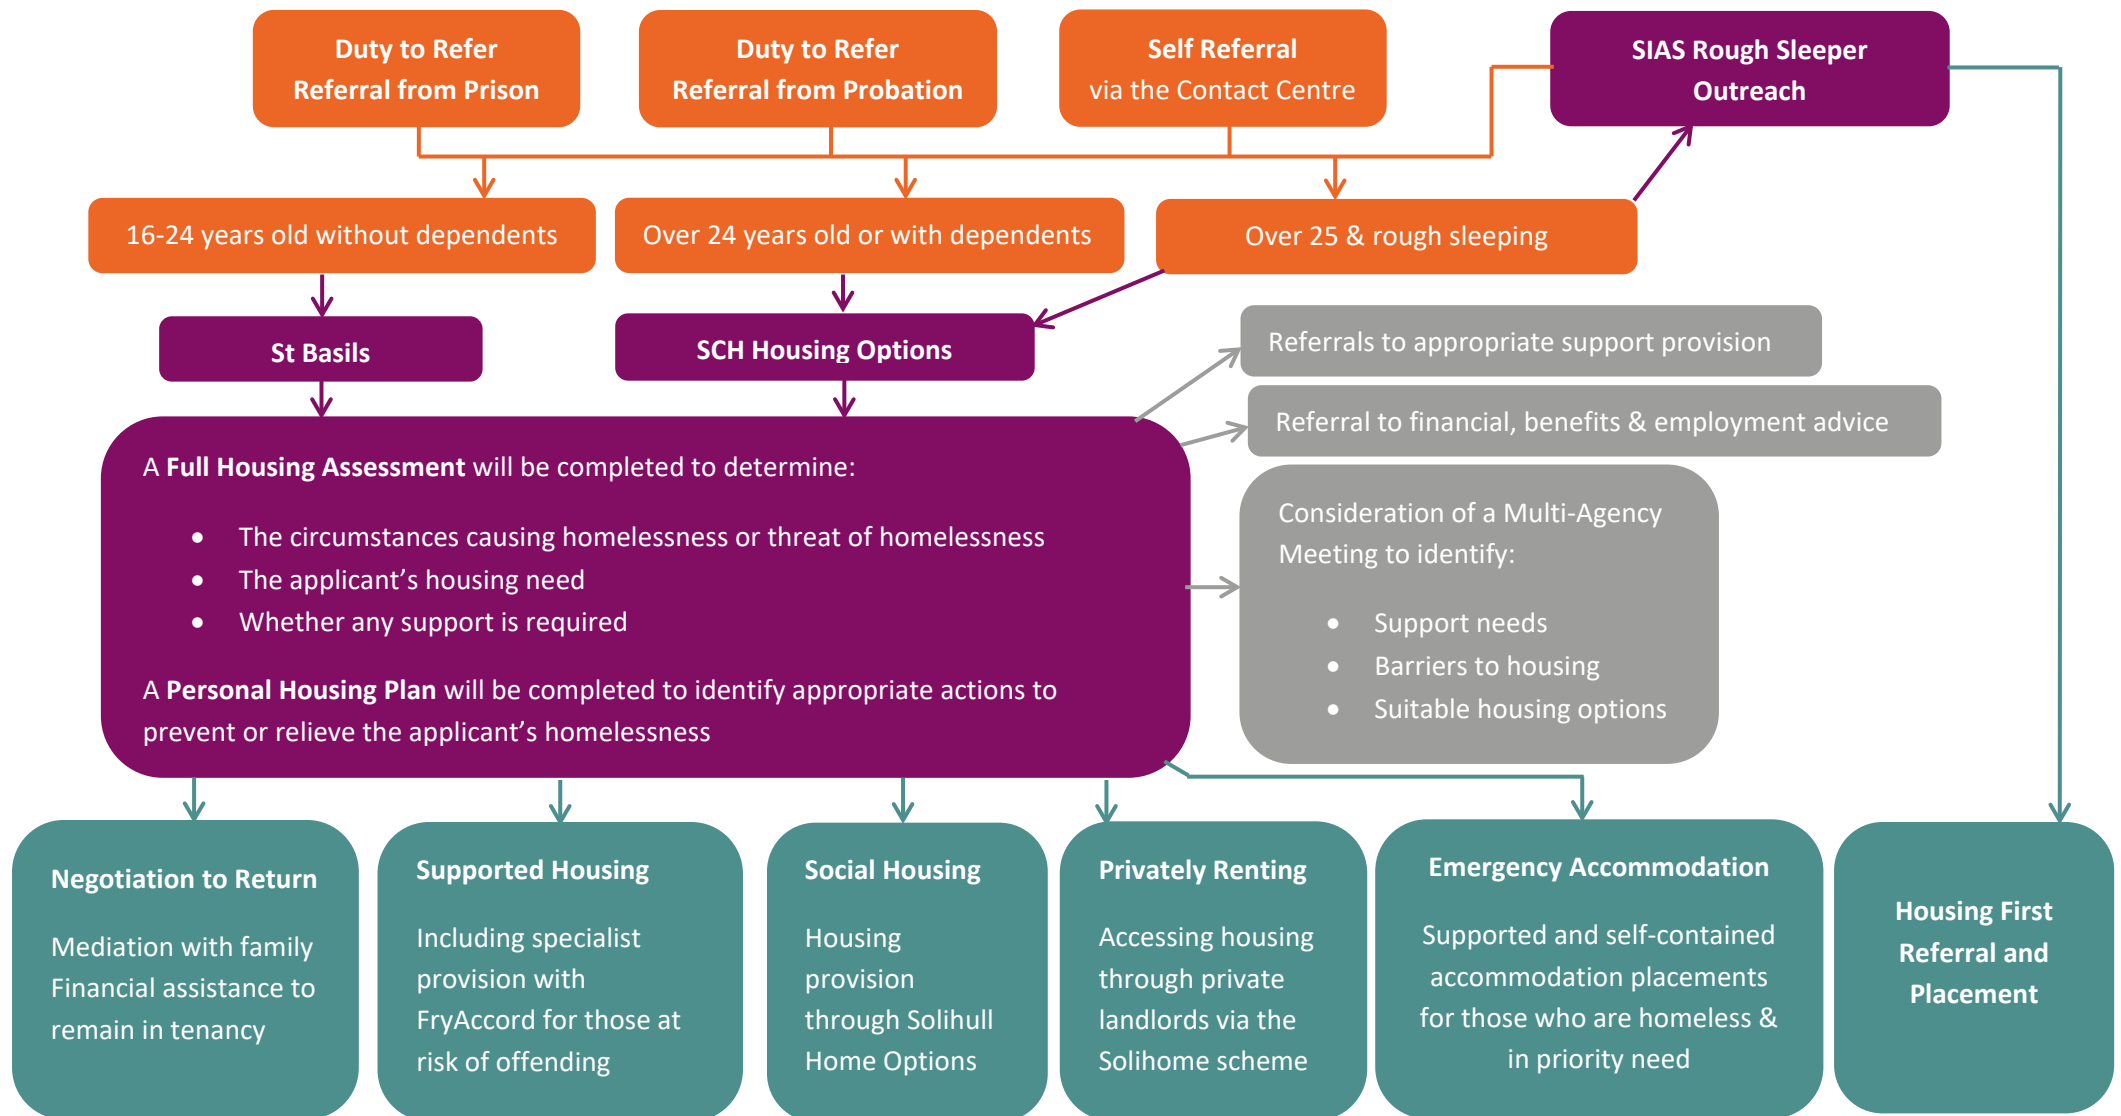 Duty to Refer
Referral from Prison
Duty to Refer
Referral from Probation
Self Referral
via the Contact Centre
SIAS Rough Sleeper
Outreach
16-24 years old without dependents
Over 24 years old or with dependents
Over 25 & rough sleeping
St Basils
SCH Housing Options
Referrals to appropriate support provision
Referral to financial, benefits & employment advice
A Full Housing Assessment will be completed to determine:
• The circumstances causing homelessness or threat of homelessness
• The applicant’s housing need
• Whether any support is required
A Personal Housing Plan will be completed to identify appropriate actions to
prevent or relieve the applicant’s homelessness
Consideration of a Multi-Agency
Meeting to identify:
• Support needs
• Barriers to housing
• Suitable housing options
Negotiation to Return
Mediation with family
Financial assistance to
remain in tenancy
Supported Housing
Including specialist
provision with
FryAccord for those at
risk of offending
Social Housing
Housing
provision
through Solihull
Home Options
Privately Renting
Accessing housing
through private
landlords via the
Solihome scheme
Emergency Accommodation
Supported and self-contained
accommodation placements
for those who are homeless &
in priority need
Housing First
Referral and
Placement